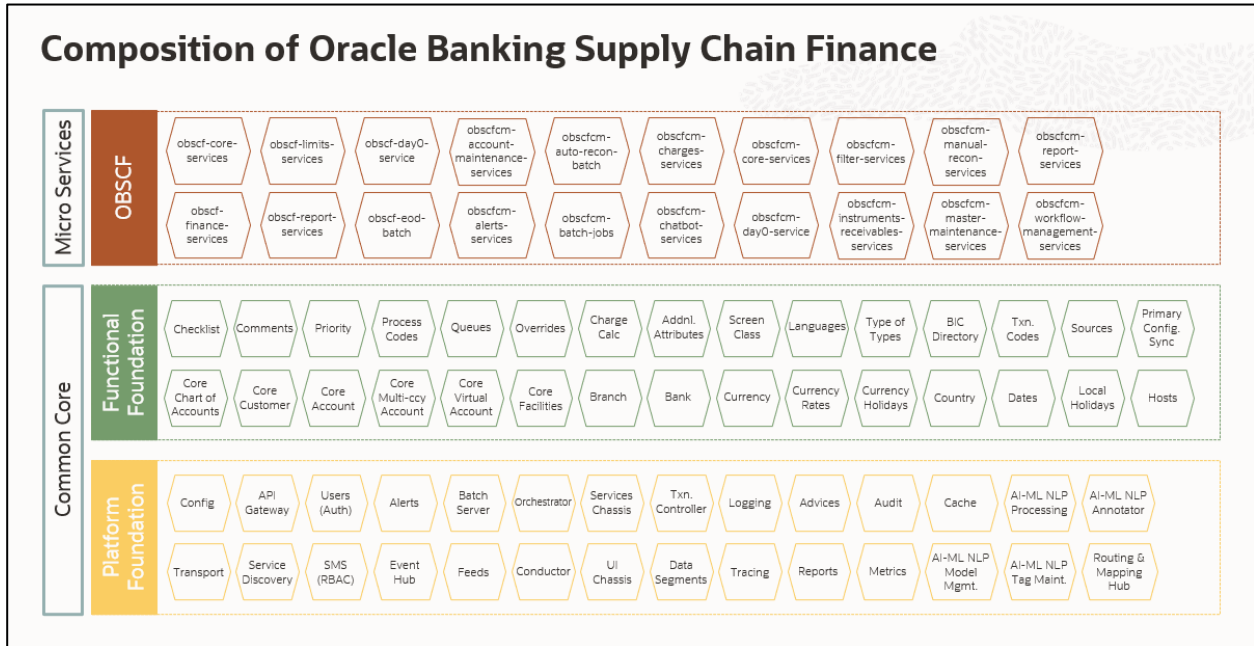 Composition of Oracle Banking Supply Chain Finance
Micro Services
OBSCF
obscf-core-
services
obscf-limits-
services
obscf-day0-
service
obscfcm-
account-
maintenance-
services
obscfcm-
auto-recon-
batch
obscfcm-
charges-
services
obscfcm-
core-services
obscfcm-
filter-services
obscfcm-
manual-
recon-
services
obscfcm-
report-
services
obscf-
finance-
services
obscf-report-
services
obscf-eod-
batch
obscfcm-
alerts-
services
obscfcm-
batch-jobs
obscfcm-
chatbot-
services
obscfcm-
day0-service
obscfcm-
instruments-
receivables-
services
obscfcm-
master-
maintenance-
services
obscfcm-
workflow-
management-
services
Common Core
Functional
Foundation
Checklist
Comments
Priority
Process
Codes
Queues
Overrides
Charge
Calc
Addnl.
Attributes
Screen
Class
Languages
Type of
Types
BIC
Directory
Txn.
Codes
Sources
Primary
Config.
Sync
Core
Chart of
Accounts
Core
Customer
Core
Account
Core
Multi-ccy
Account
Core
Virtual
Account
Core
Facilities
Branch
Bank
Currency
Currency
Rates
Currency
Holidays
Country
Dates
Local
Holidays
Hosts
Platform
Foundation
Config
API
Gateway
Users
(Auth)
Alerts
Batch
Server
Orchestrator
Services
Chassis
Txn.
Controller
Logging
Advices
Audit
Cache
AI-ML NLP
Processing
AI-ML NLP
Annotator
Transport
Service
Discovery
SMS
(RBAC)
Event
Hub
Feeds
Conductor
UI
Chassis
Data
Segments
Tracing
Reports
Metrics
AI-ML NLP
Model
Mgmt.
AI-ML NLP
Tag Maint.
Routing &
Mapping
Hub